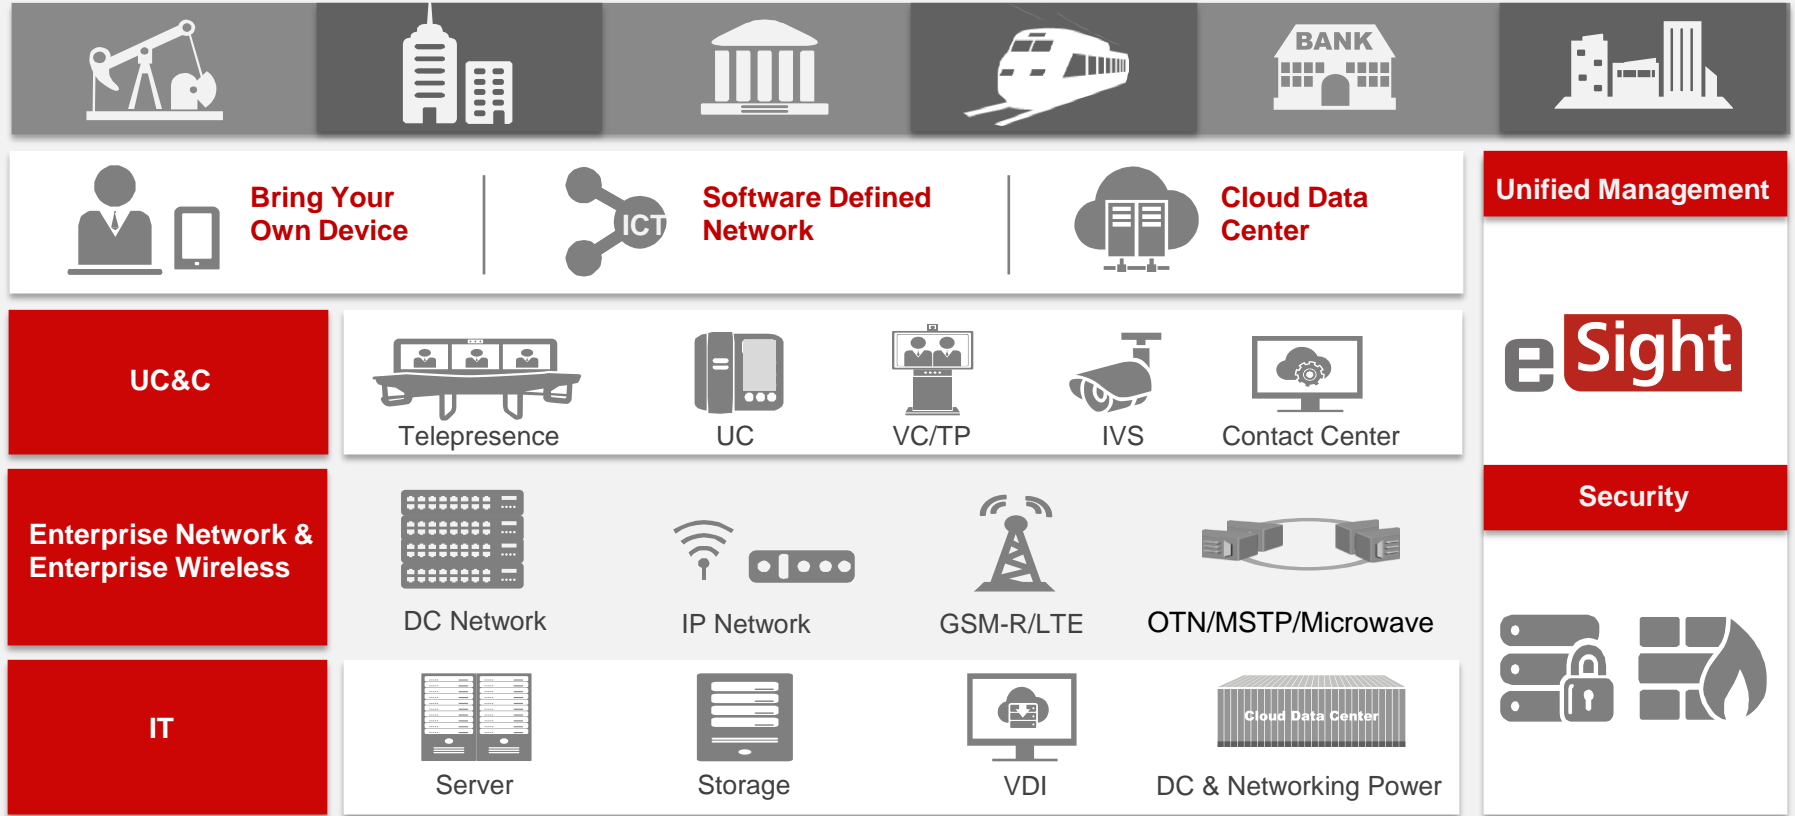 BANK
Bring Your
Own Device
ICT
Software Defined
Network
Cloud Data
Center
Unified Management
eSight
UC&C
Telepresence
UC
VC/TP
IVS
Contact Center
Security
Enterprise Network &
Enterprise Wireless
DC Network
IP Network
GSM-R/LTE
OTN/MSTP/Microwave
IT
Cloud Data Center
Server
Storage
VDI
DC & Networking Power